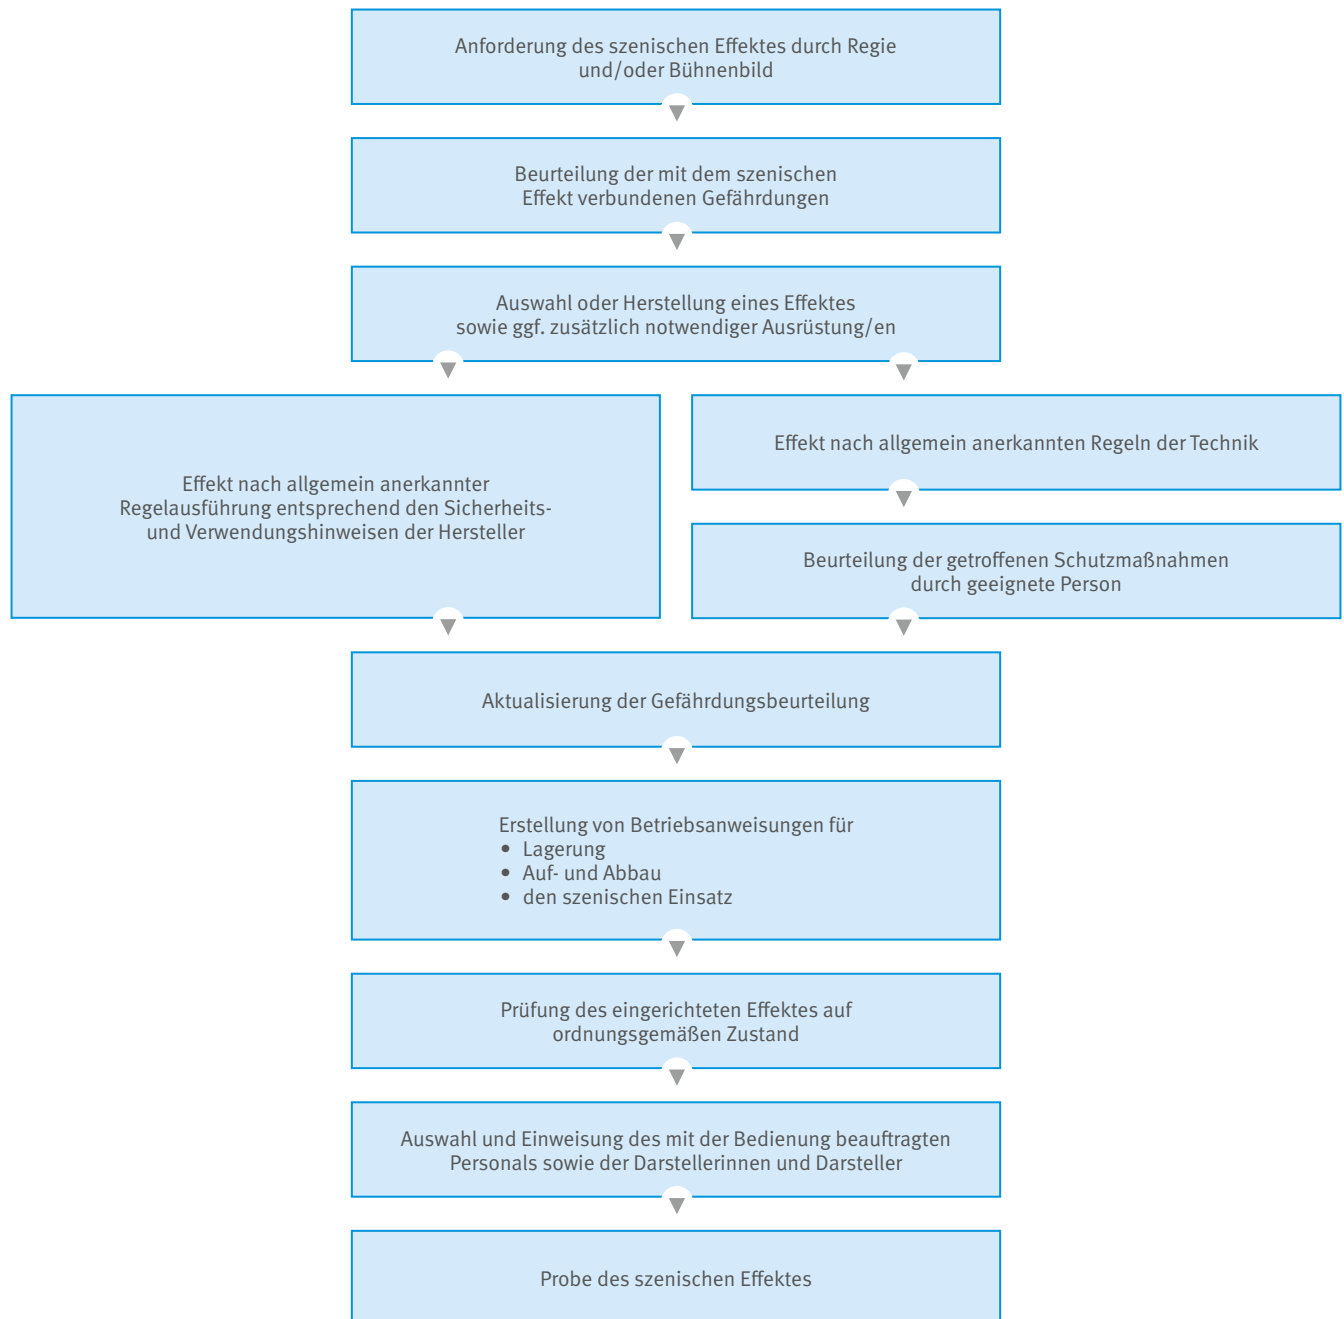 Anforderung des szenischen Effektes durch Regie
und/oder Bühnenbild
Beurteilung der mit dem szenischen
Effekt verbundenen Gefährdungen
Auswahl oder Herstellung eines Effektes
sowie ggf. zusätzlich notwendiger Ausrüstung/en
Effekt nach allgemein anerkannter
Regelausführung entsprechend den Sicherheits-
und Verwendungshinweisen der Hersteller
Effekt nach allgemein anerkannten Regeln der Technik
Beurteilung der getroffenen Schutzmaßnahmen
durch geeignete Person
Aktualisierung der Gefährdungsbeurteilung
Erstellung von Betriebsanweisungen für
• Lagerung
• Auf- und Abbau
• den szenischen Einsatz
Prüfung des eingerichteten Effektes auf
ordnungsgemäßen Zustand
Auswahl und Einweisung des mit der Bedienung beauftragten
Personals sowie der Darstellerinnen und Darsteller
Probe des szenischen Effektes